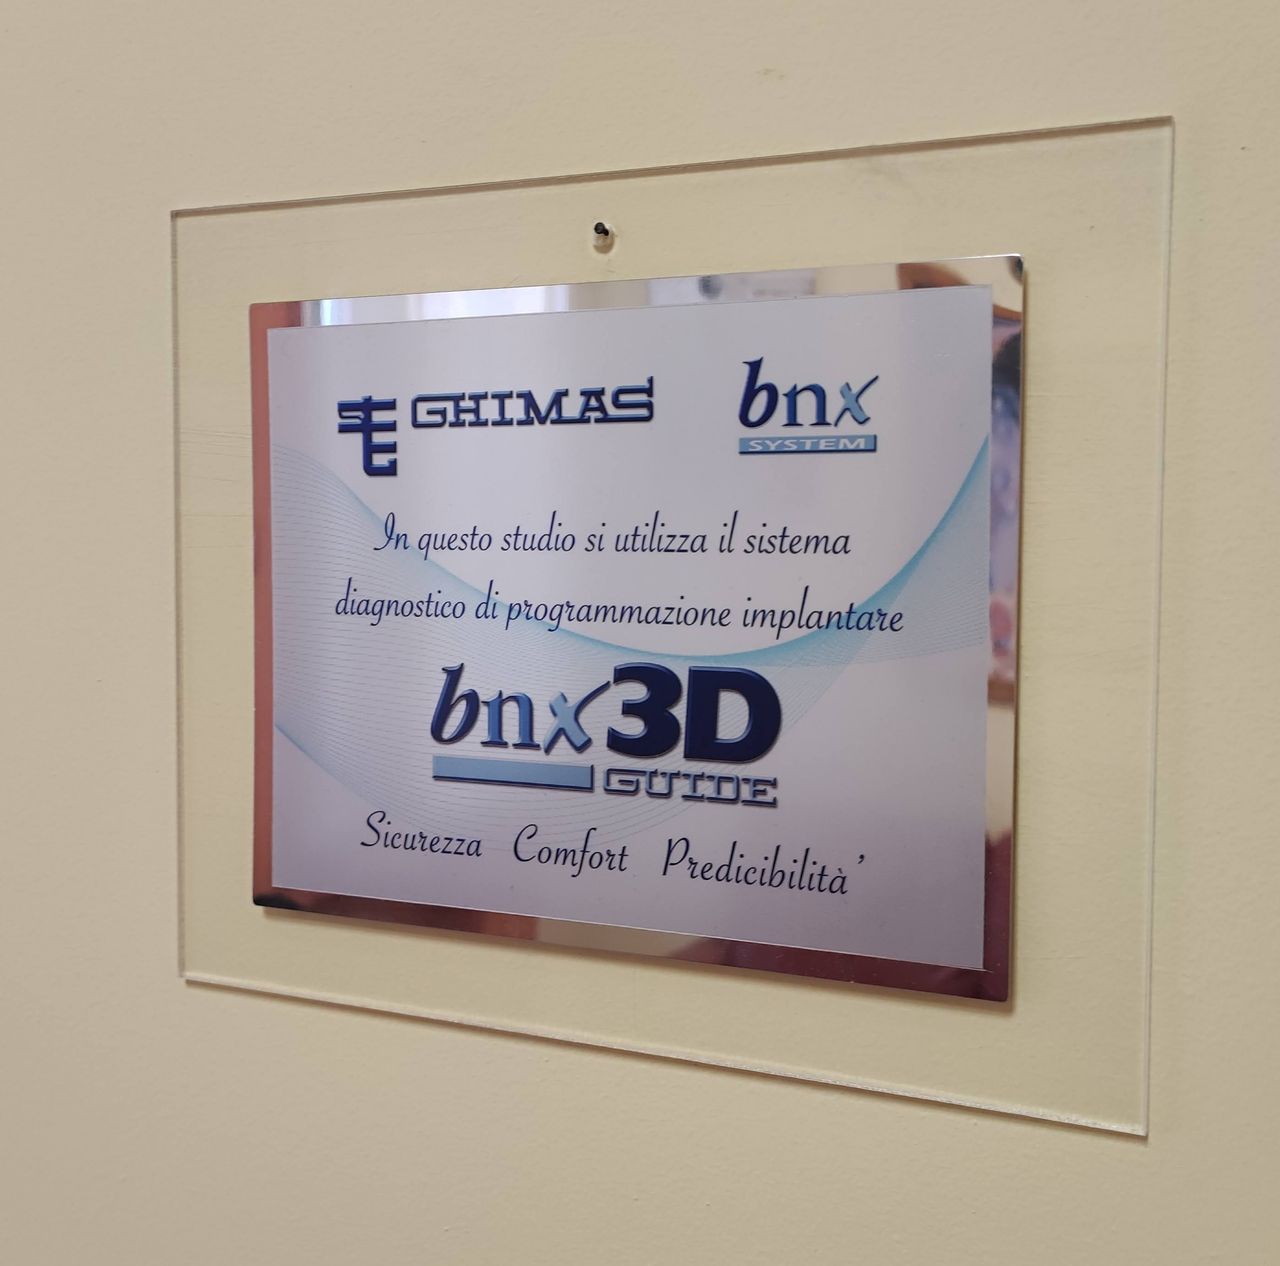 GHIMAS
bnx
SYSTEM
In questo studio si utilizza il sistema
diagnostico di programmazione implantare
bnx3D
GUIDE
Sicurezza Comfort Predicibilità'